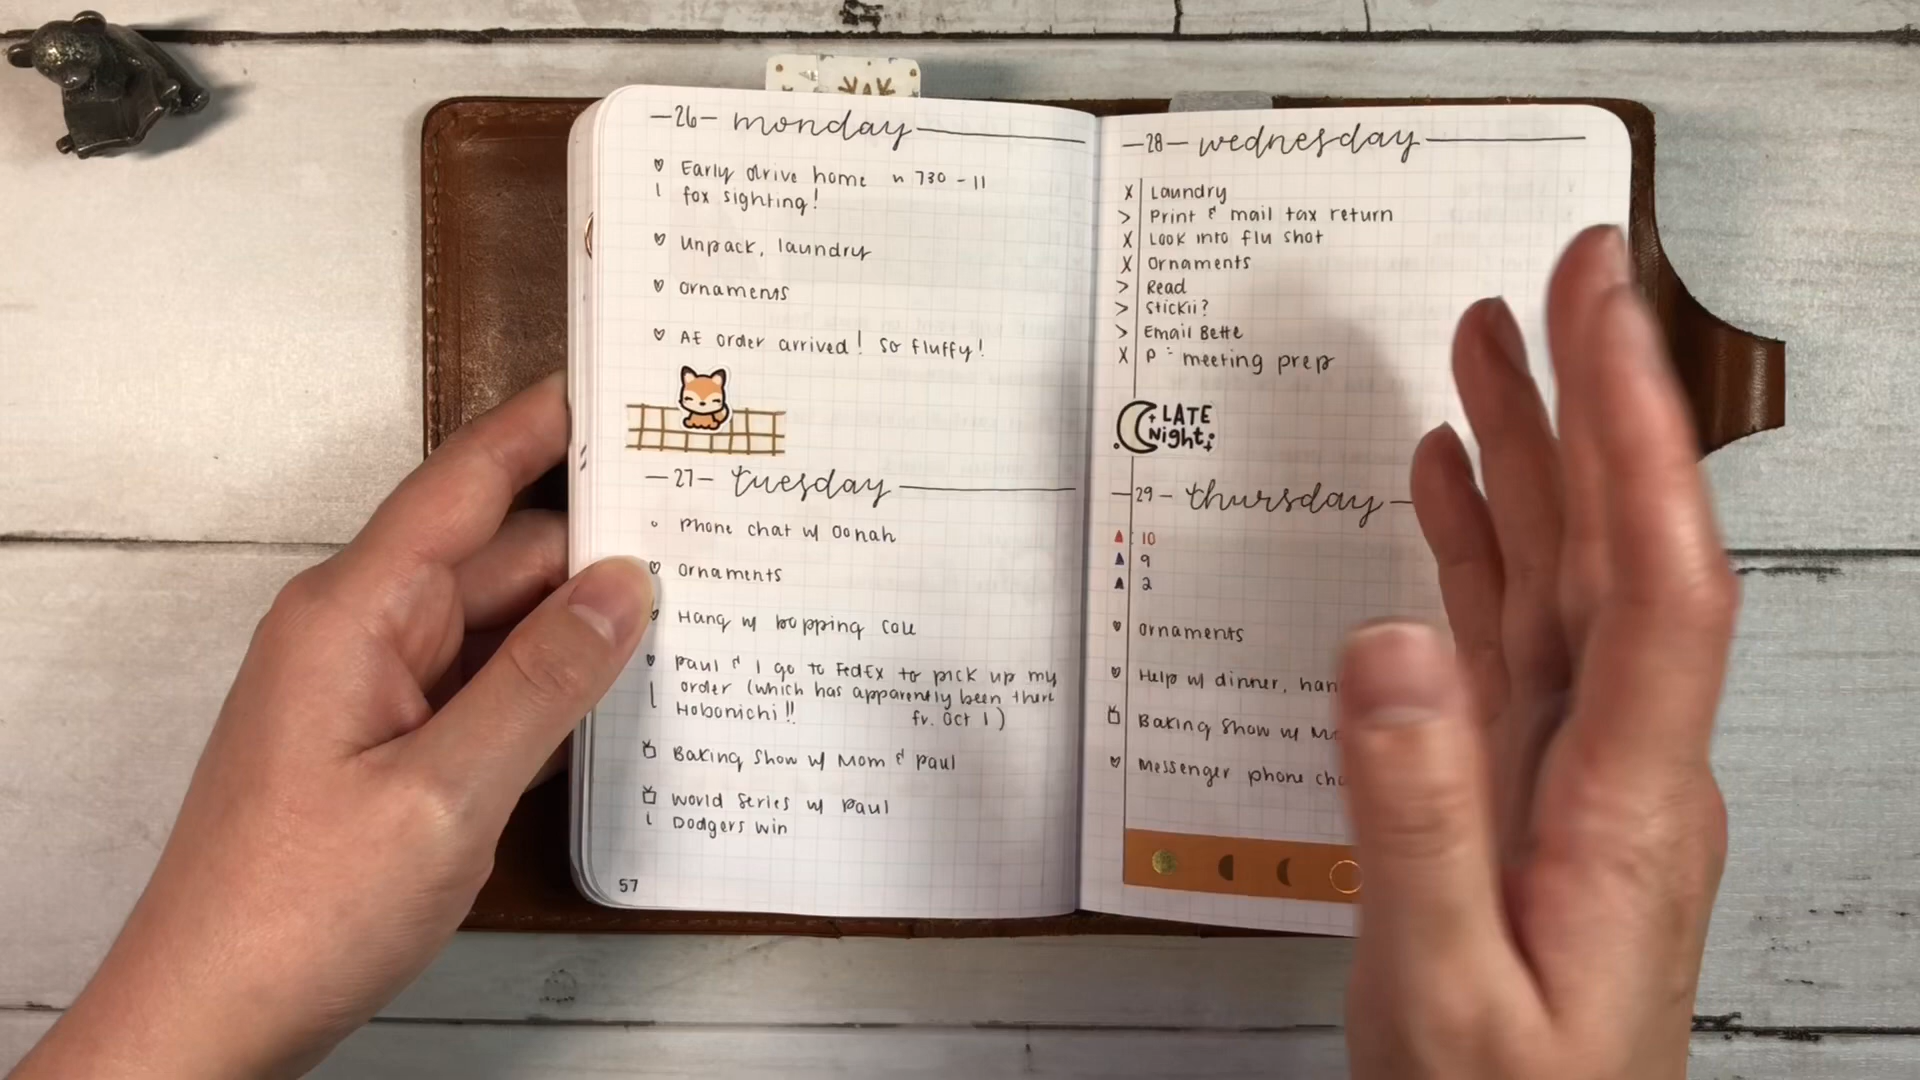 —26— monday
Early drive home ~ 730 - 11
fox sighting!
Unpack, laundry
Ornaments
AE order arrived! So fluffy!
—27— tuesday
Phone chat w/ Oonah
Ornaments
Hang w/ bopping
Paul & I go to FedEx to pick up my
order (which has apparently been there
Hobonichi!! fr. Oct 1)
Baking Show w/ Mom & Paul
World Series w/ Paul
Dodgers win
57
—28— wednesday
X Laundry
> Print & mail tax return
X Look into flu shot
X Ornaments
> Read
> Stickii?
> Email Bette
X P - meeting prep
LATE
Night
—29— thursday
10
9
2
Ornaments
Help w/ dinner,
Baking Show w/
Messenger phone